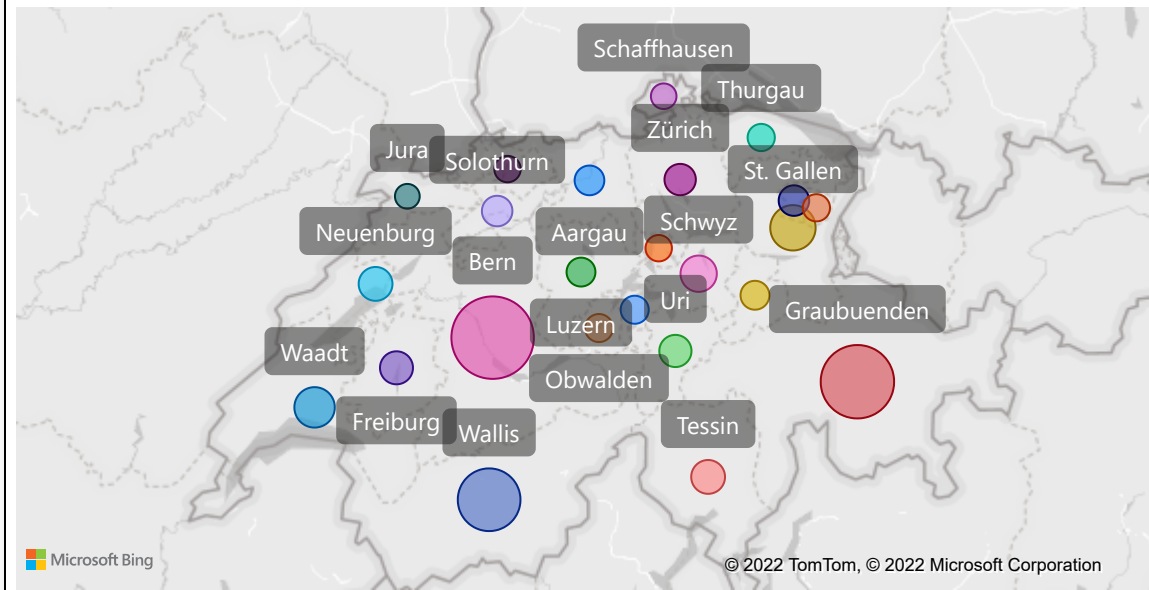 Schaffhausen
Thurgau
Zürich
Jura
Solothurn
St. Gallen
Neuenburg
Aargau
Schwyz
Bern
Uri
Graubuenden
Luzern
Waadt
Obwalden
Freiburg
Wallis
Tessin
Microsoft Bing
© 2022 TomTom, © 2022 Microsoft Corporation